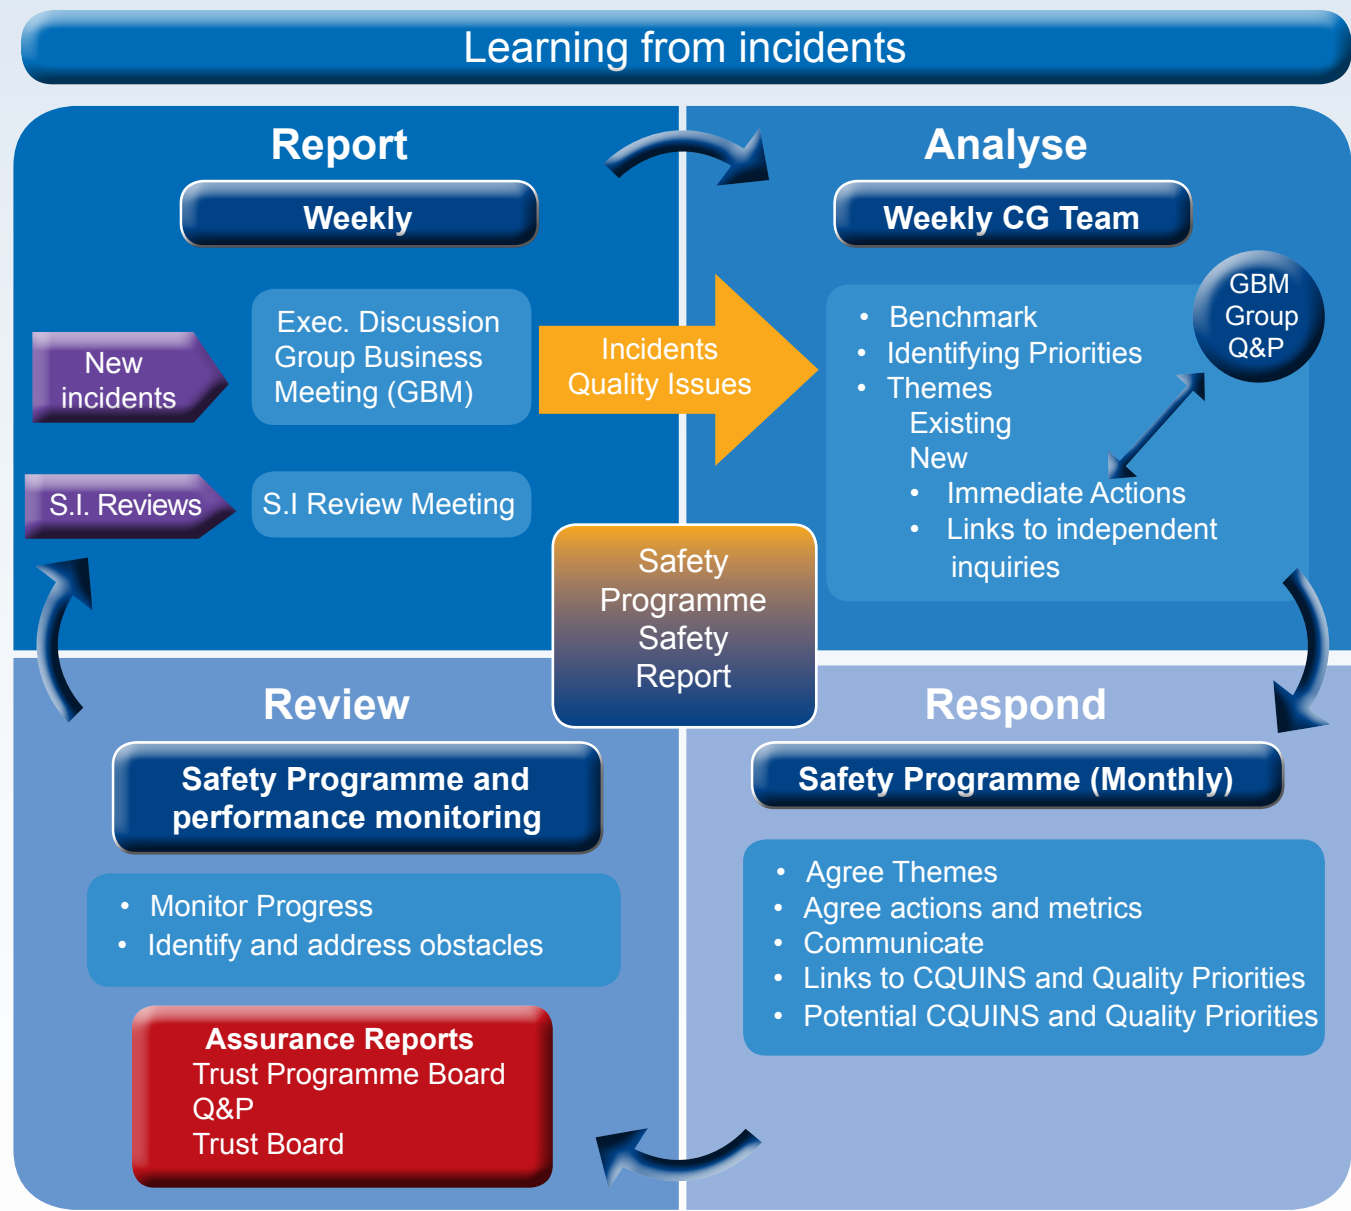 Learning from incidents
Report
Weekly
New
incidents
Exec. Discussion
Group Business
Meeting (GBM)
Incidents
Quality Issues
S.I. Reviews
S.I Review Meeting
Analyse
Weekly CG Team
GBM
Group
Q&P
• Benchmark
• Identifying Priorities
• Themes
Existing
New
• Immediate Actions
• Links to independent
inquiries
Safety
Programme
Safety
Report
Review
Safety Programme and
performance monitoring
• Monitor Progress
• Identify and address obstacles
Assurance Reports
Trust Programme Board
Q&P
Trust Board
Respond
Safety Programme (Monthly)
• Agree Themes
• Agree actions and metrics
• Communicate
• Links to CQUINS and Quality Priorities
• Potential CQUINS and Quality Priorities